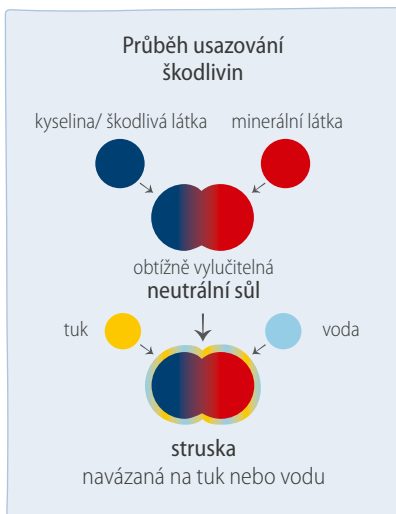 Průběh usazování
škodlivin
kyselina/ škodlivá látka
minerální látka
obtížně vylučitelná
neutrální sůl
tuk
voda
struska
navázaná na tuk nebo vodu